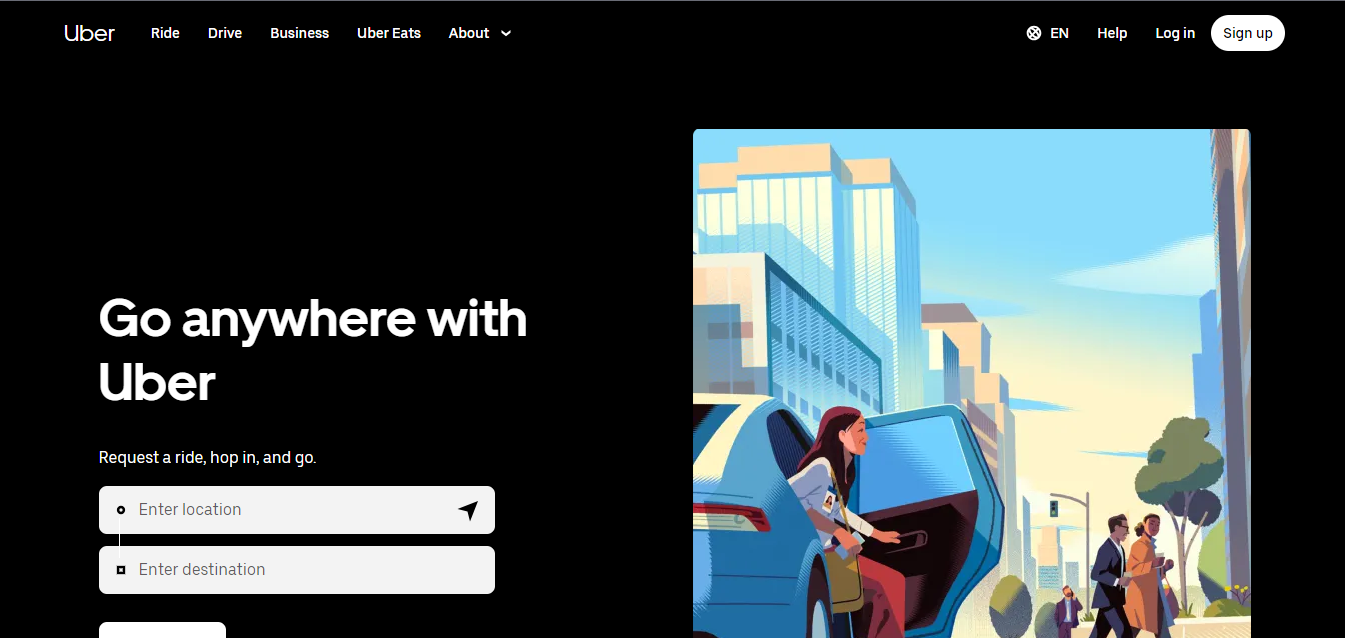 Uber Ride Drive Business Uber Eats About EN Help Log in Sign up
Go anywhere with
Uber
Request a ride, hop in, and go.
Enter location
Enter destination